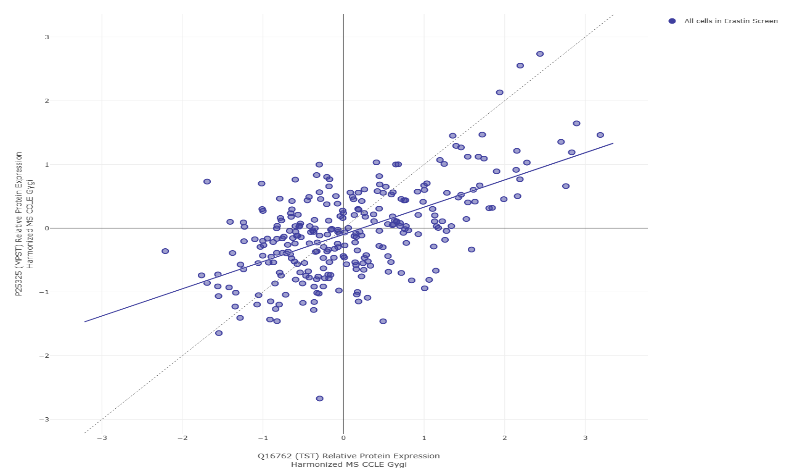 All cells in Erastin Screen
P25325 (MPST) Relative Protein Expression
Harmonized MS CCLE Gygi
3
2
1
0
−1
−2
−3
−3
−2
−1
0
1
2
3
Q16762 (TST) Relative Protein Expression
Harmonized MS CCLE Gygi